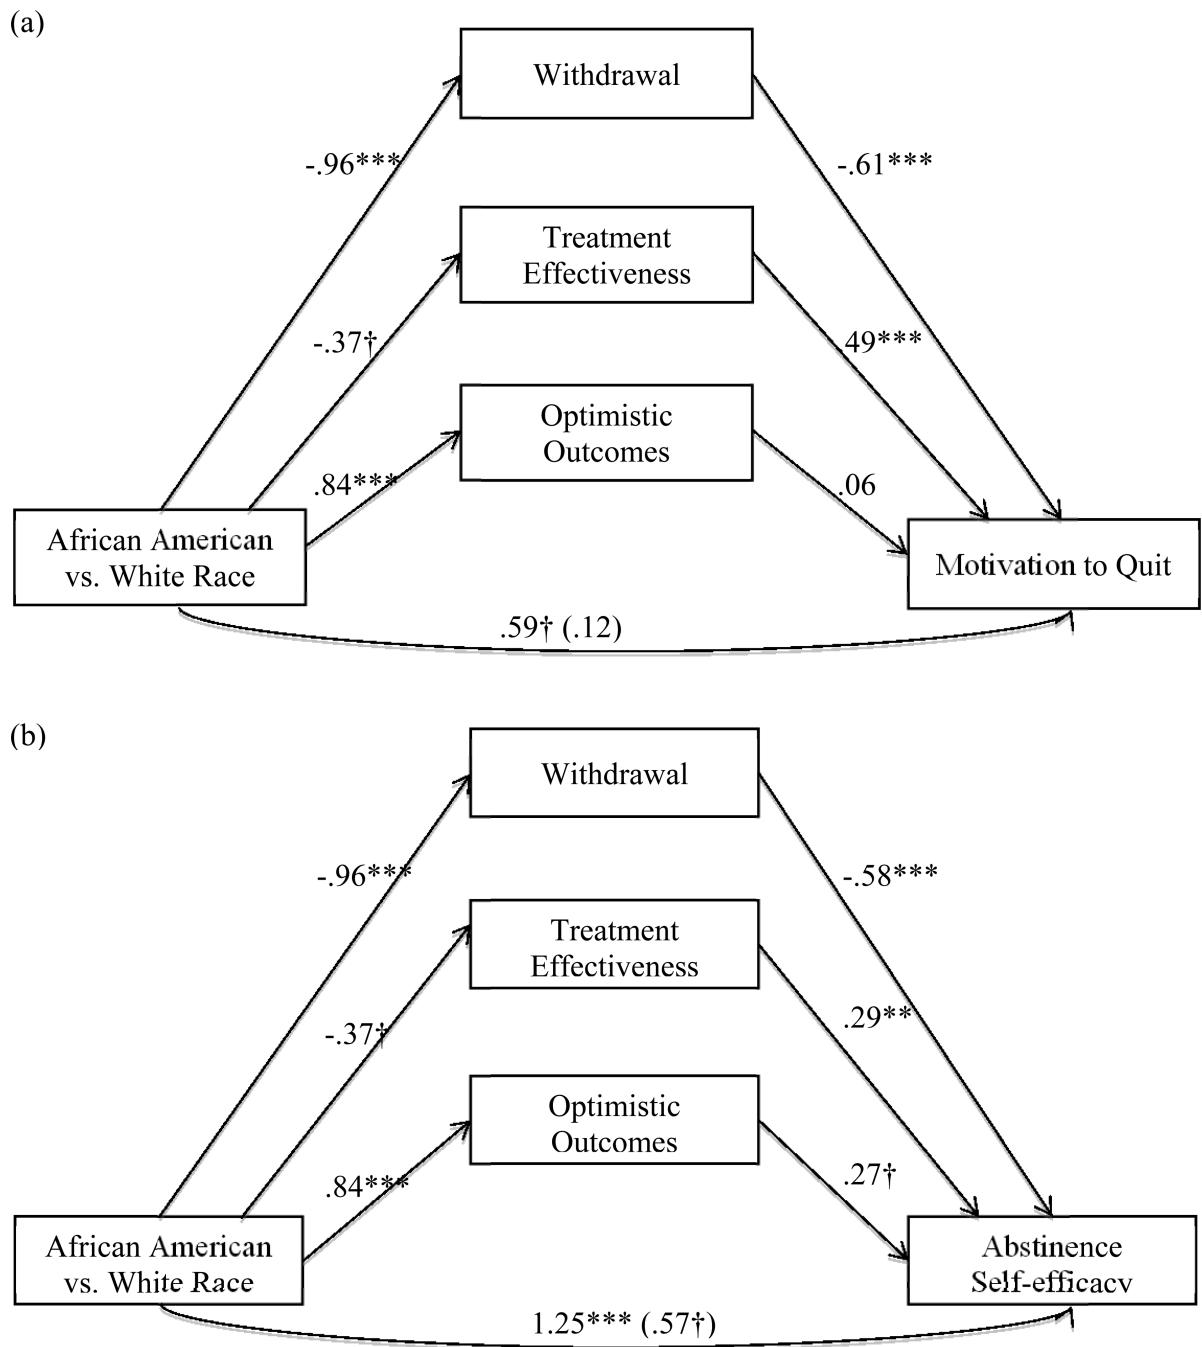 (a)
Withdrawal
-.96***
-.61***
Treatment
Effectiveness
-.37†
.49***
Optimistic
Outcomes
.84***
.06
African American
vs. White Race
Motivation to Quit
.59† (.12)
(b)
Withdrawal
-.96***
-.58***
Treatment
Effectiveness
-.37†
.29**
Optimistic
Outcomes
.84***
.27†
African American
vs. White Race
Abstinence
Self-efficacy
1.25*** (.57†)